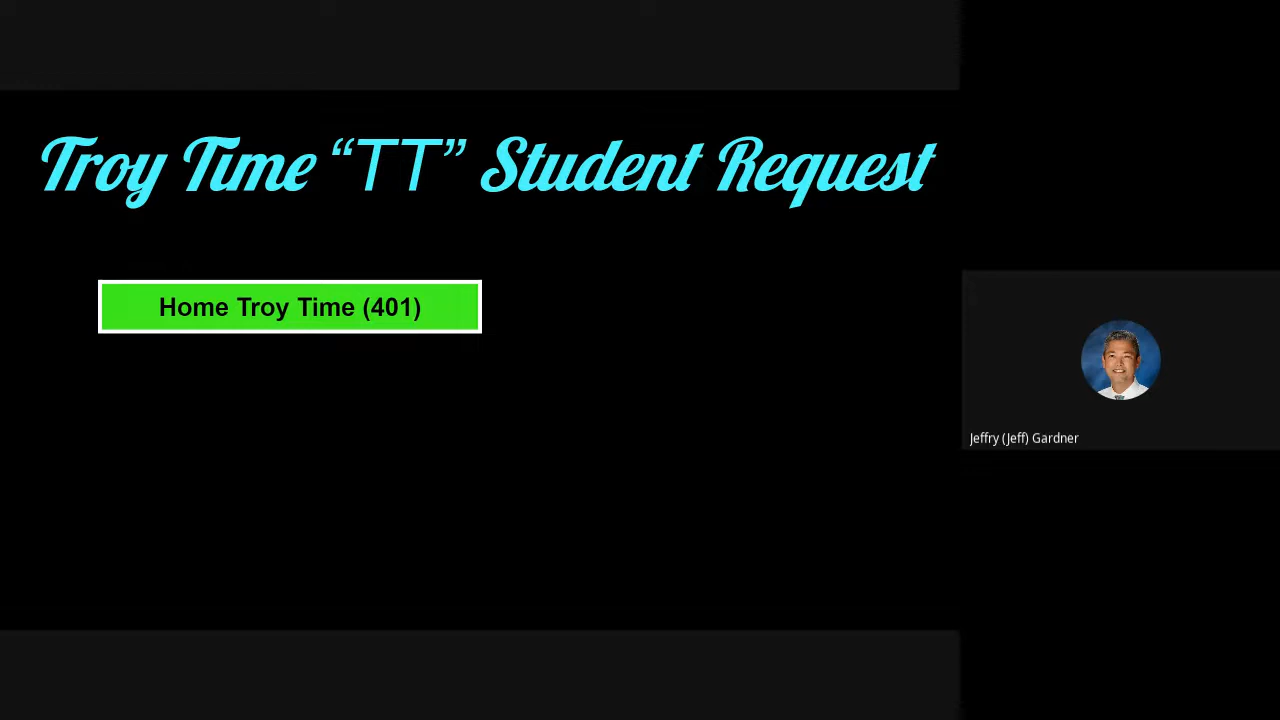 Troy Time “TT” Student Request
Home Troy Time (401)
Jeffry (Jeff) Gardner